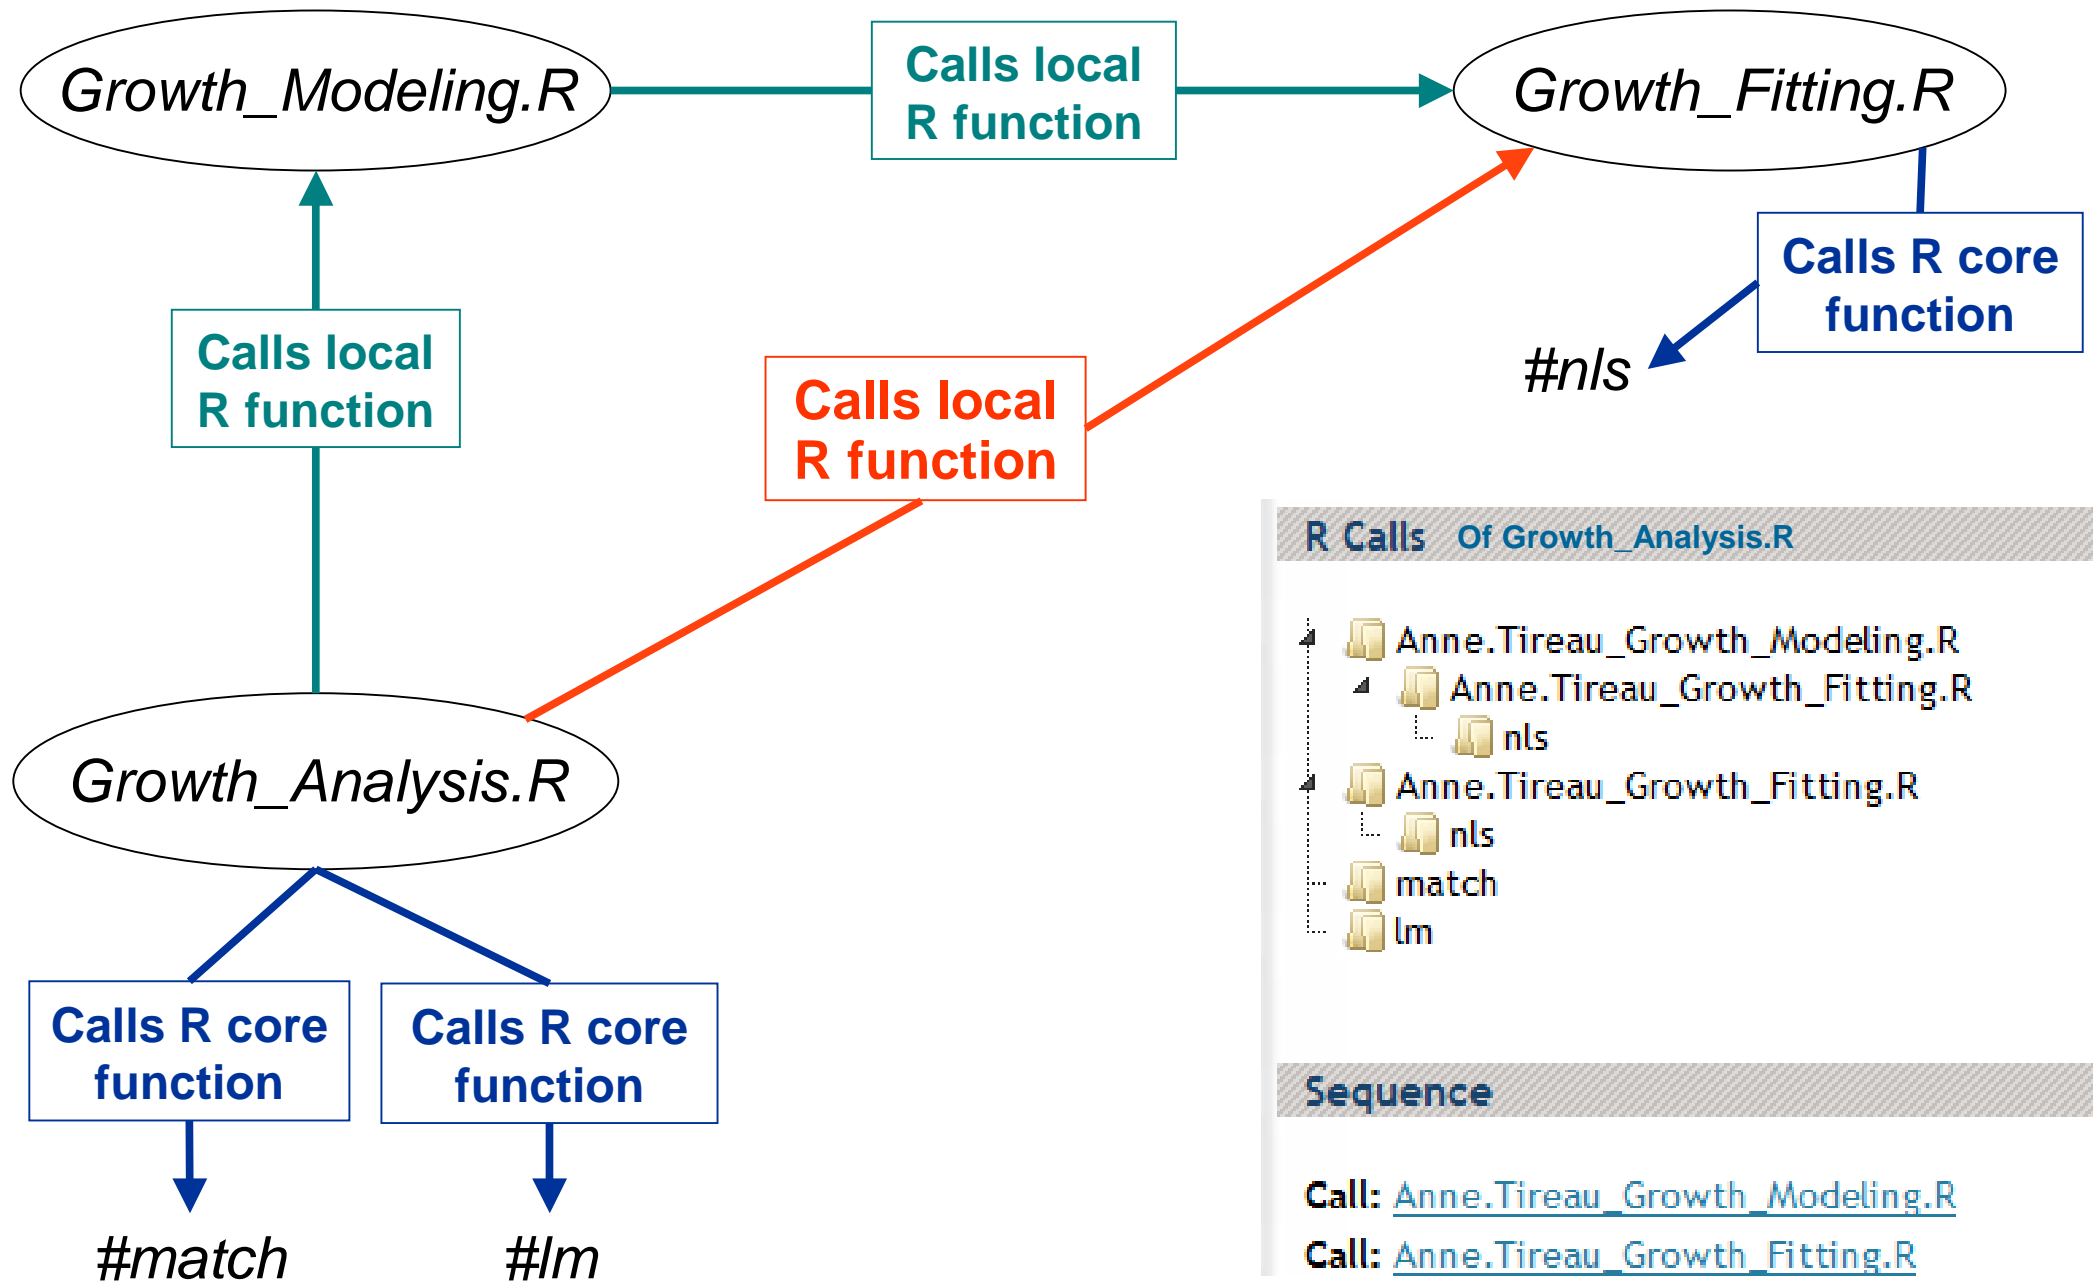 Growth_Modeling.R
Calls local
R function
Growth_Fitting.R
Calls R core
function
#nls
Calls local
R function
Calls local
R function
Growth_Analysis.R
Calls R core
function
Calls R core
function
#match
#lm
R Calls Of Growth_Analysis.R
Anne.Tireau_Growth_Modeling.R
Anne.Tireau_Growth_Fitting.R
nls
Anne.Tireau_Growth_Fitting.R
nls
match
lm
Sequence
Call: Anne.Tireau_Growth_Modeling.R
Call: Anne.Tireau_Growth_Fitting.R